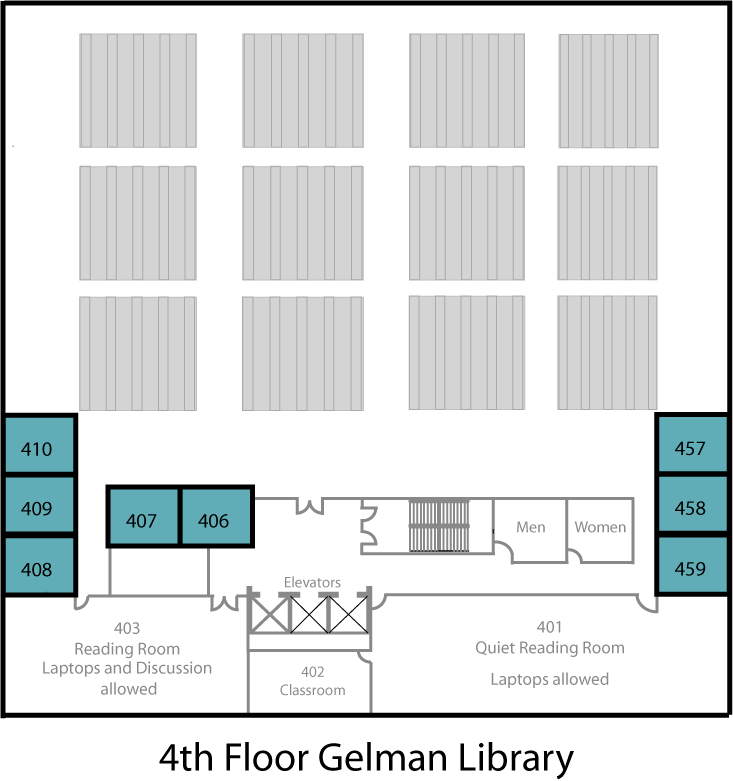 410
457
409
458
407
406
Men
Women
408
459
Elevators
403
Reading Room
Laptops and Discussion
allowed
402
Classroom
401
Quiet Reading Room
Laptops allowed
4th Floor Gelman Library